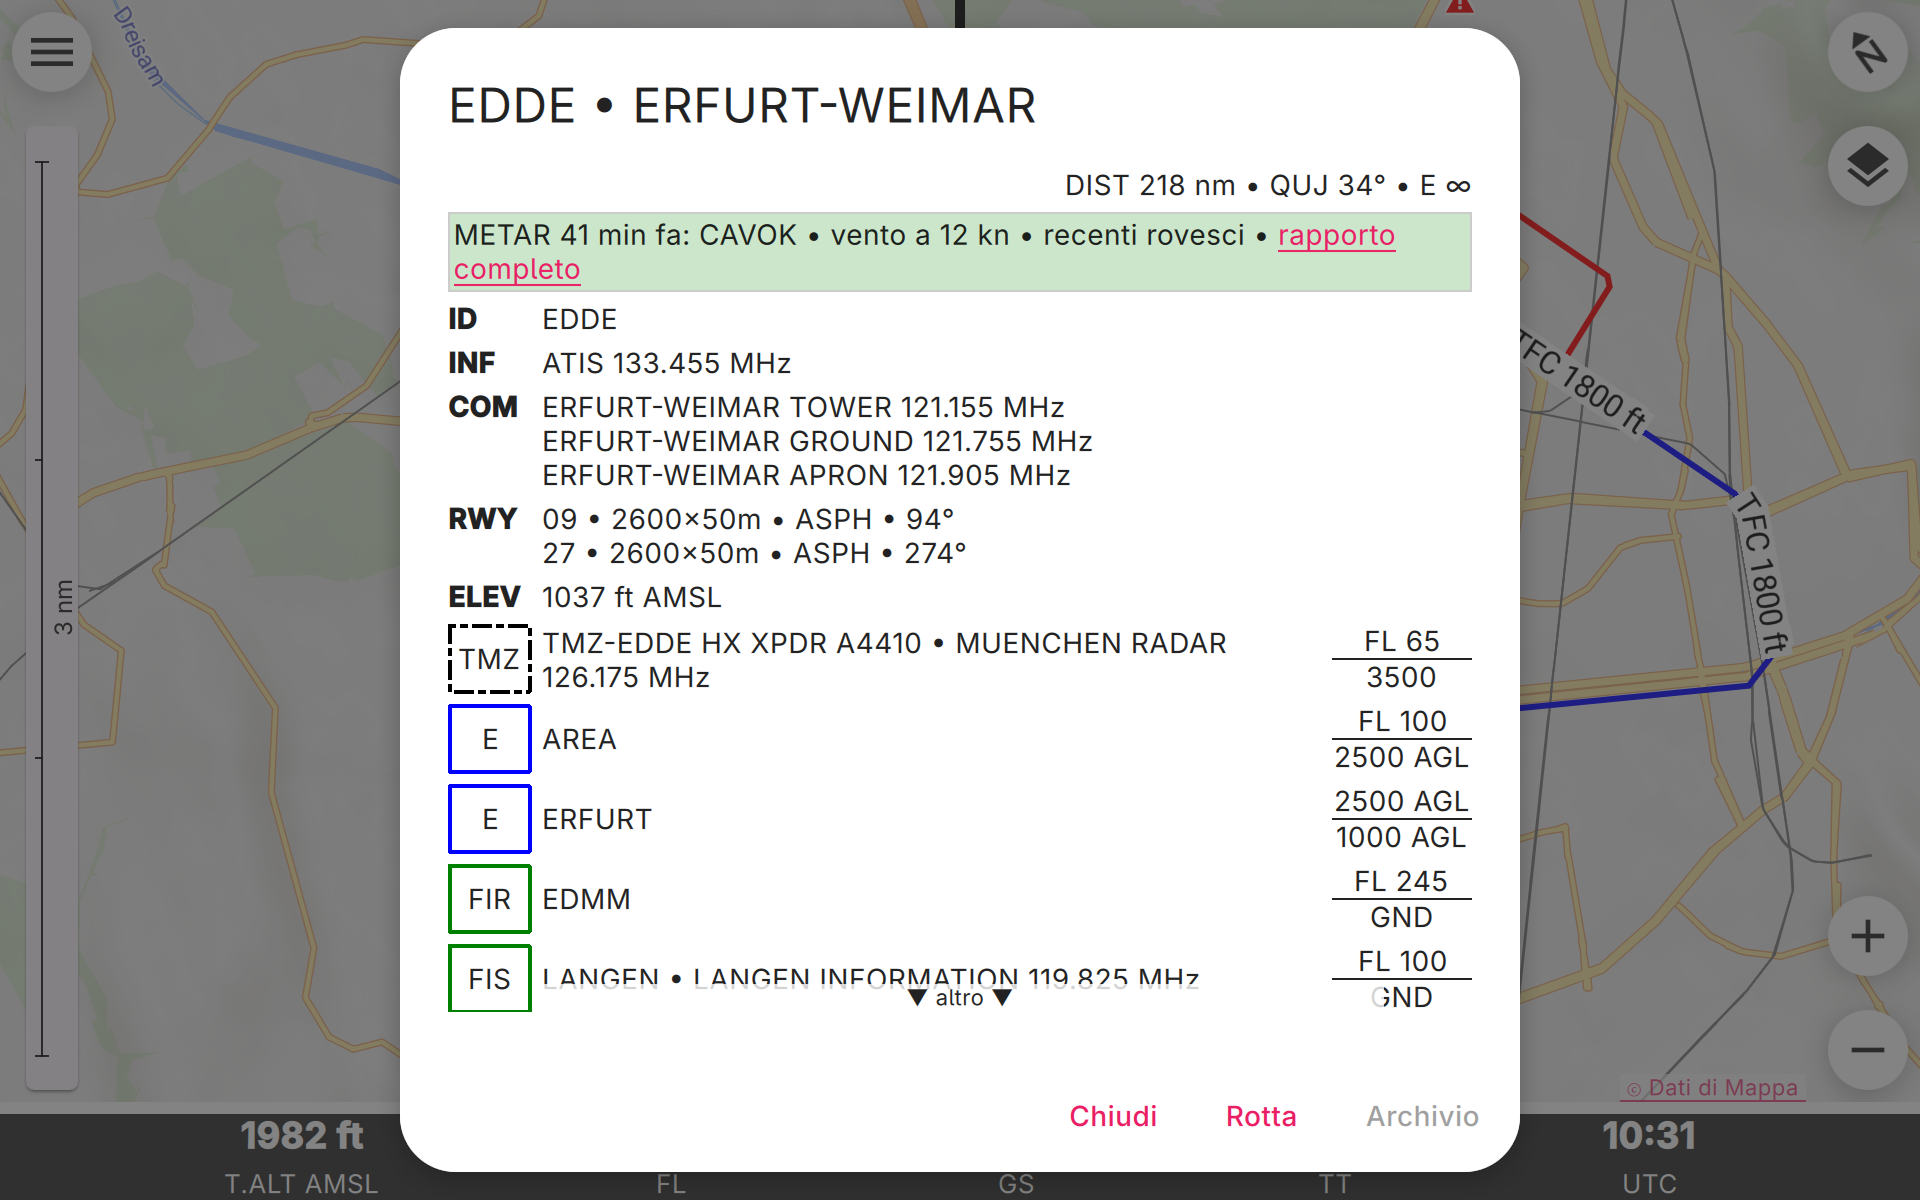 Dreisam
EDDE • ERFURT-WEIMAR
DIST 218 nm • QUJ 34° • E ∞
METAR 41 min fa: CAVOK • vento a 12 kn • recenti rovesci • rapporto
completo
ID EDDE
INF ATIS 133.455 MHz
COM ERFURT-WEIMAR TOWER 121.155 MHz
ERFURT-WEIMAR GROUND 121.755 MHz
ERFURT-WEIMAR APRON 121.905 MHz
RWY 09 • 2600×50m • ASPH • 94°
27 • 2600×50m • ASPH • 274°
ELEV 1037 ft AMSL
TMZ TMZ-EDDE HX XPDR A4410 • MUENCHEN RADAR
126.175 MHz
FL 65
3500
E AREA
FL 100
2500 AGL
E ERFURT
2500 AGL
1000 AGL
FIR EDMM
FL 245
GND
FIS LANGEN • LANGEN INFORMATION 119.825 MHz
FL 100
GND
▼ altro ▼
Chiudi Rotta Archivio
3 nm
N
TFC 1800 ft
TFC 1800 ft
© Dati di Mappa
1982 ft
T.ALT AMSL
FL
GS
TT
10:31
UTC